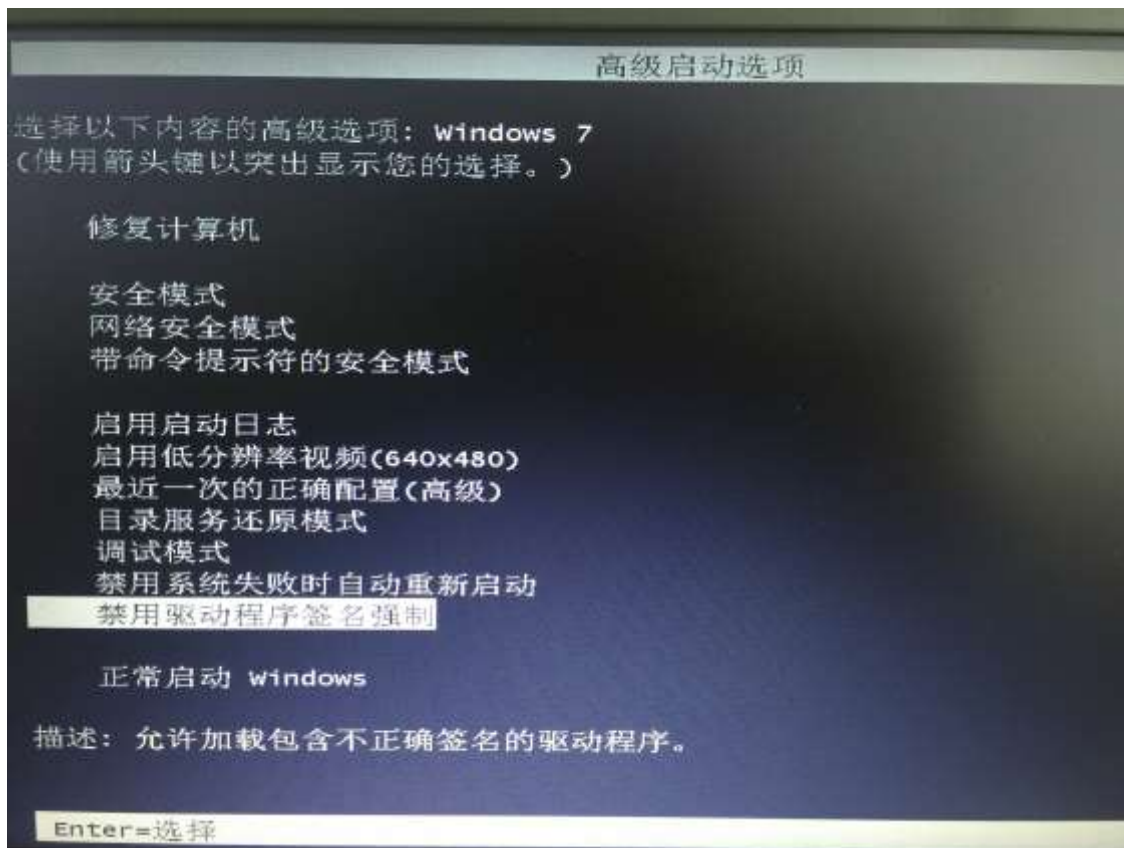 高级启动选项
选择以下内容的高级选项: Windows 7
(使用箭头键以突出显示您的选择。)
修复计算机
安全模式
网络安全模式
带命令提示符的安全模式
启用启动日志
启用低分辨率视频(640x480)
最近一次的正确配置(高级)
目录服务还原模式
调试模式
禁用系统失败时自动重新启动
禁用驱动程序签名强制
正常启动 Windows
描述: 允许加载包含不正确签名的驱动程序。
Enter=选择